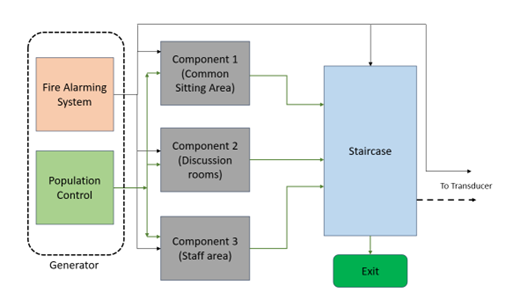 Fire Alarming
System
Population
Control
Generator
Component 1
(Common
Sitting Area)
Component 2
(Discussion
rooms)
Component 3
(Staff area)
Staircase
Exit
To Transducer